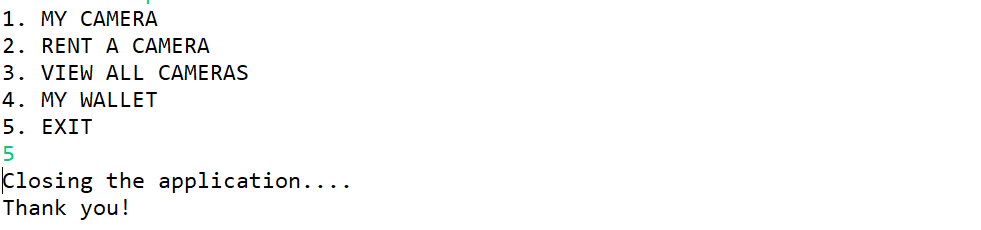 1. MY CAMERA
2. RENT A CAMERA
3. VIEW ALL CAMERAS
4. MY WALLET
5. EXIT
5
Closing the application....
Thank you!